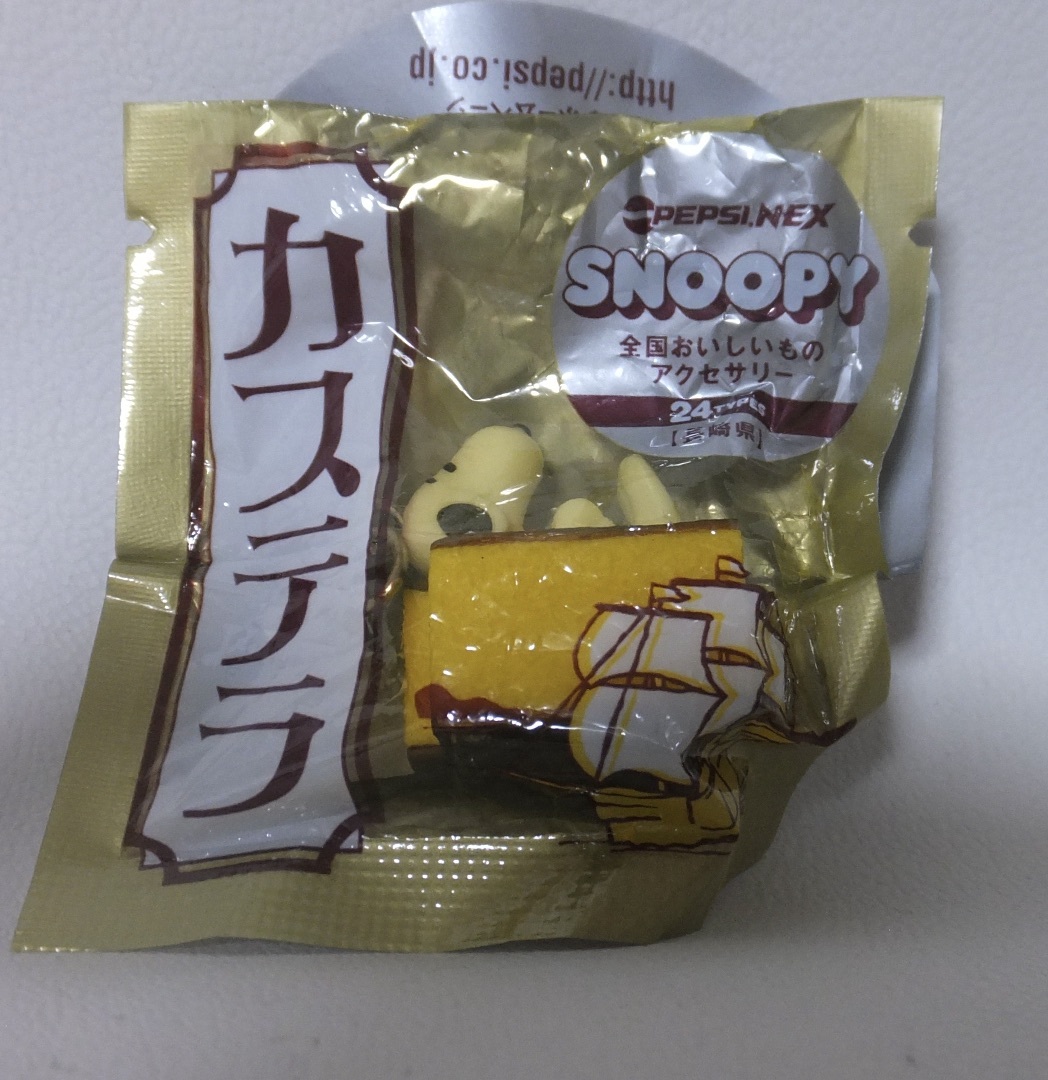 http://pepsi.co.jp
カステラ
PEPSI.NEX
SNOOPY
全国おいしいもの
アクセサリー
24TYPES
【長崎県】